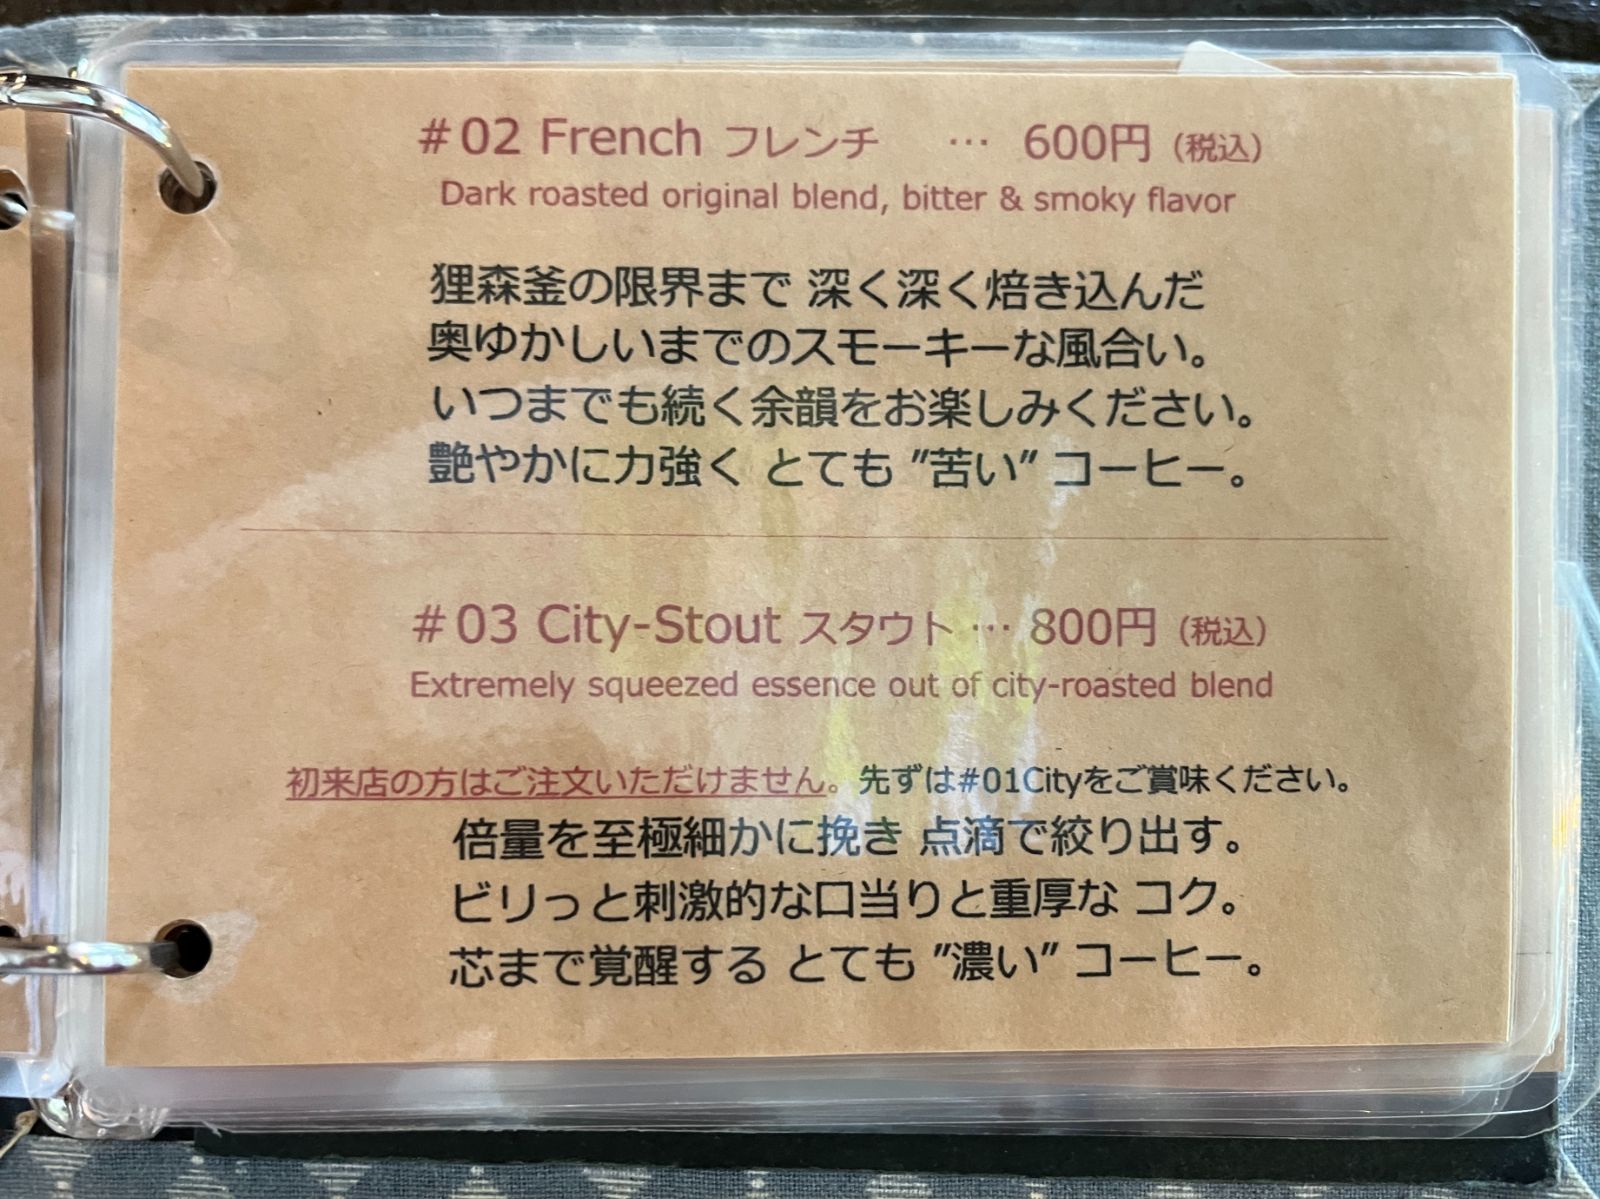 #02 French フレンチ … 600円 (税込)
Dark roasted original blend, bitter & smoky flavor
狸森釜の限界まで 深く深く焙き込んだ
奥ゆかしいまでのスモーキーな風合い。
いつまでも続く余韻をお楽しみください。
艶やかに力強く とても ”苦い” コーヒー。
#03 City-Stout スタウト … 800円 (税込)
Extremely squeezed essence out of city-roasted blend
初来店の方はご注文いただけません。先ずは#01Cityをご賞味ください。
倍量を至極細かに挽き 点滴で絞り出す。
ビリっと刺激的な口当りと重厚な コク。
芯まで覚醒する とても ”濃い” コーヒー。